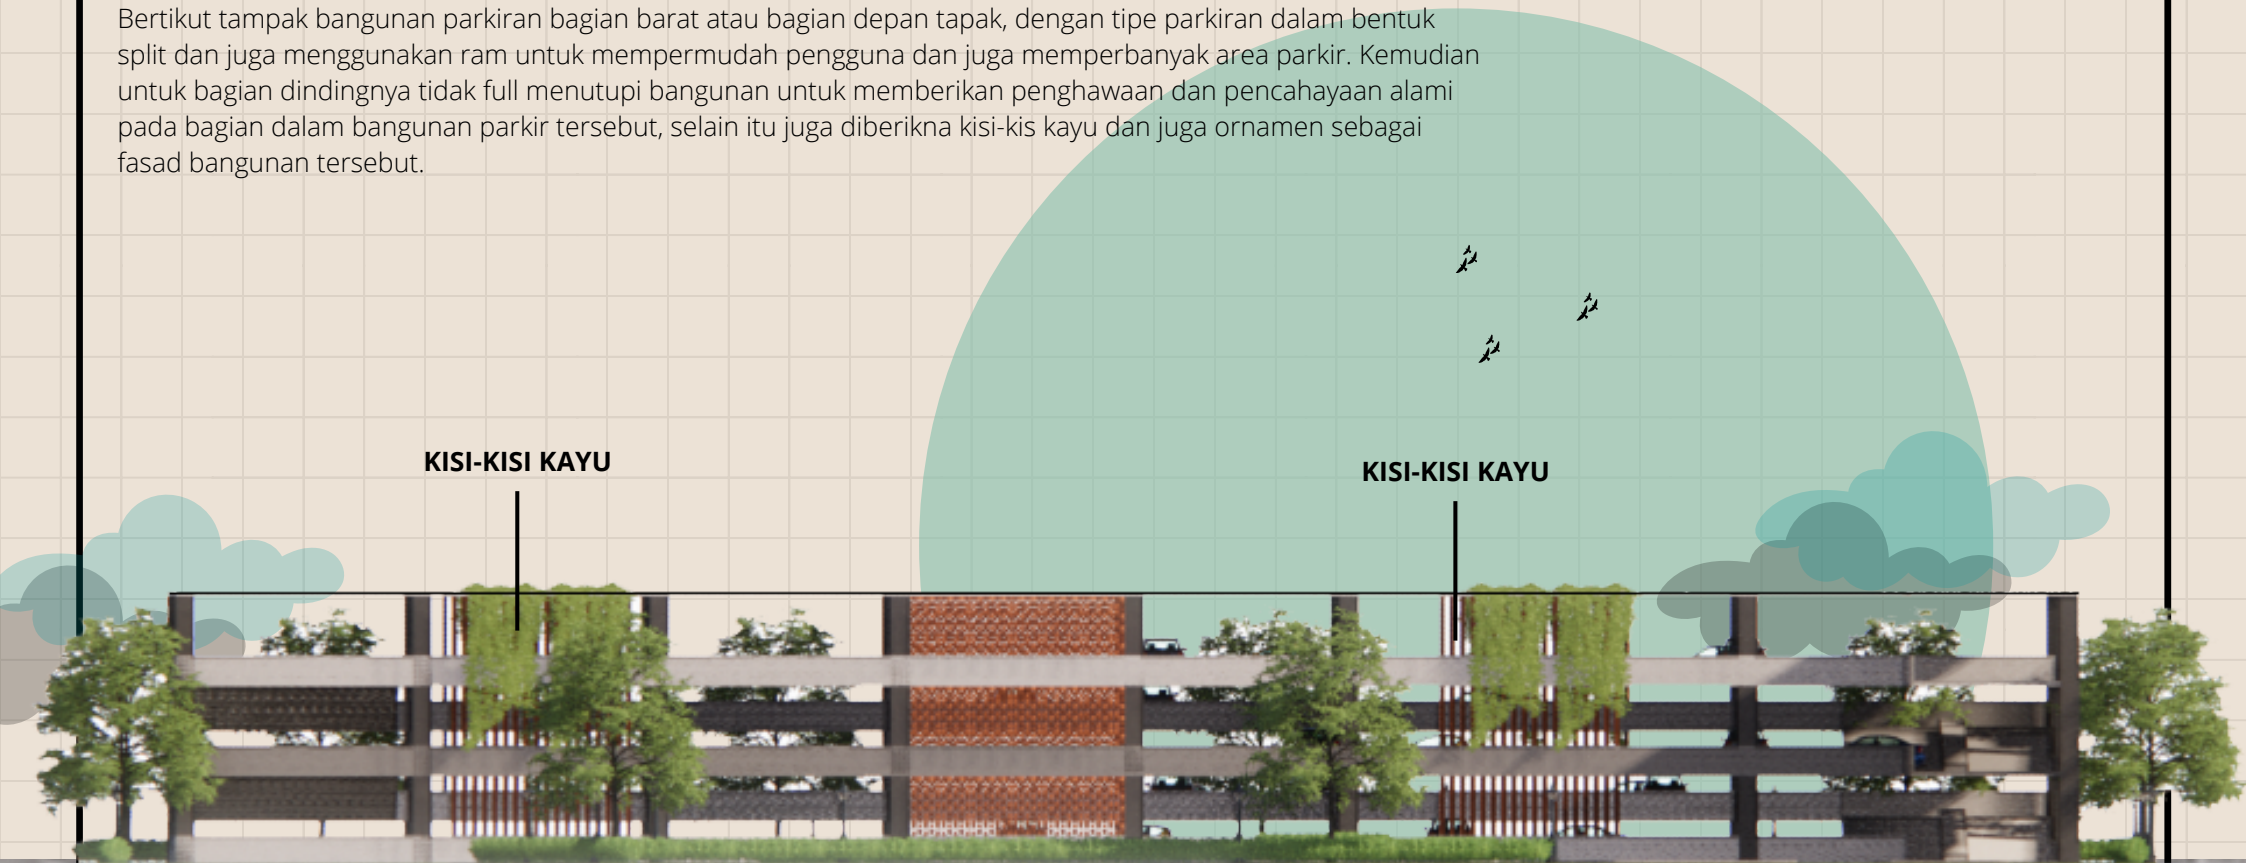 Bertikut tampak bangunan parkiran bagian barat atau bagian depan tapak, dengan tipe parkiran dalam bentuk
split dan juga menggunakan ram untuk mempermudah pengguna dan juga memperbanyak area parkir. Kemudian
untuk bagian dindingnya tidak full menutupi bangunan untuk memberikan penghawaan dan pencahayaan alami
pada bagian dalam bangunan parkir tersebut, selain itu juga diberikna kisi-kis kayu dan juga ornamen sebagai
fasad bangunan tersebut.
KISI-KISI KAYU
KISI-KISI KAYU